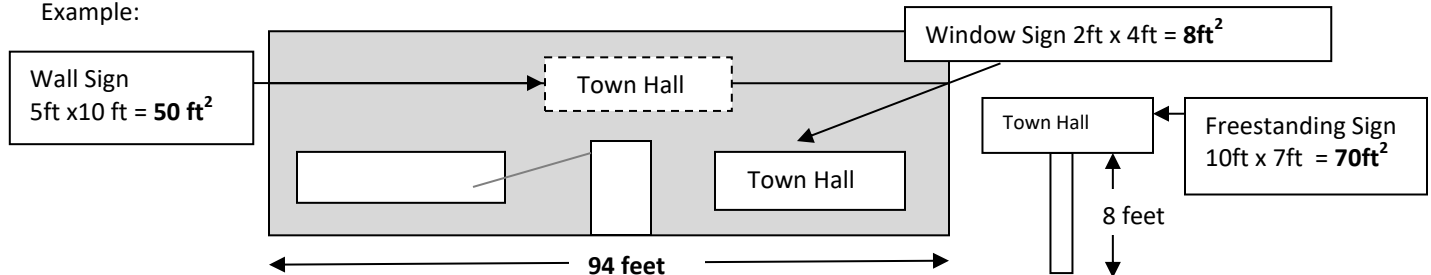 Example:
Window Sign 2ft x 4ft = 8ft²
Wall Sign
5ft x10 ft = 50 ft²
Town Hall
Town Hall
Freestanding Sign
10ft x 7ft  = 70ft²
Town Hall
8 feet
94 feet